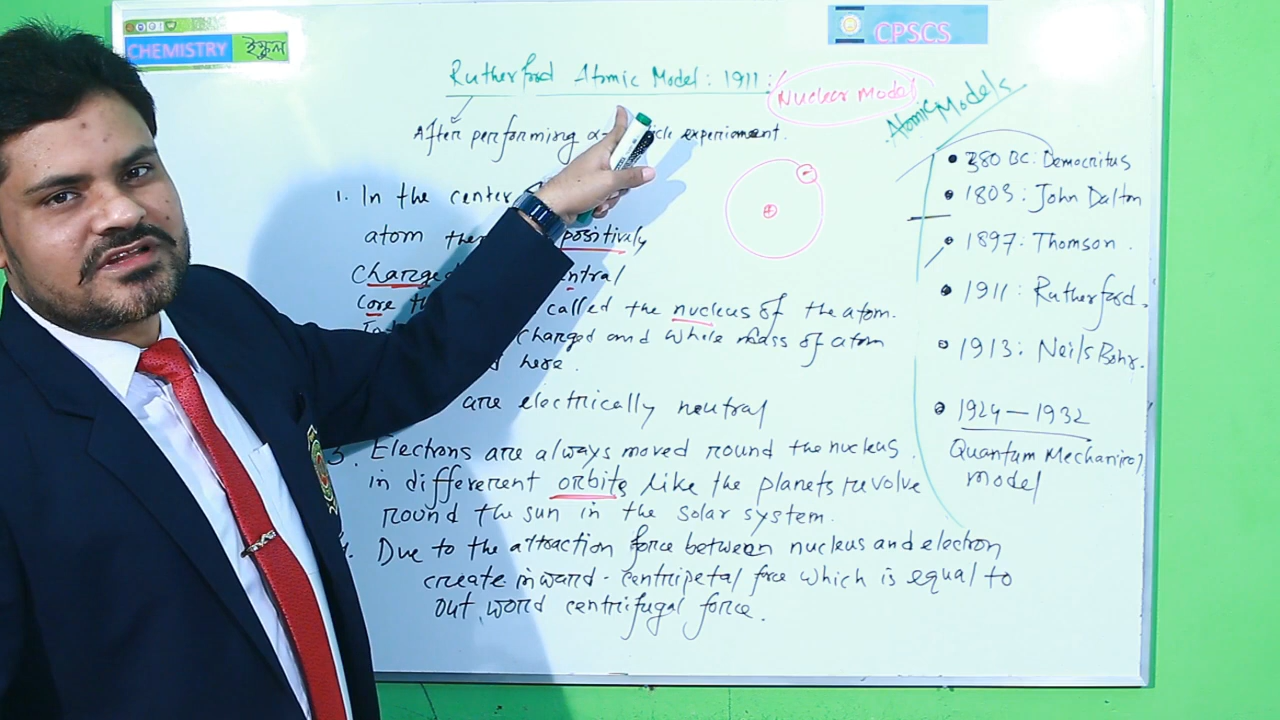 CHEMISTRY ইস্কুল
CPSCS
Rutherford Atomic Model: 1911:
Nuclear Model
After performing α- icle experiament.
1. In the center
atom positively
charged ntral
core called the nucleus of the atom.
charged and whole mass of atom
here.
are electrically neutral
3. Electrons are always moved round the nucleus.
in differerent orbits like the planets revolve
round the sun in the solar system.
4. Due to the attraction force between nucleus and electron
create inward-centripetal force which is equal to
out word centrifugal force.
+
-
Atomic Models
380 BC: Democritus
1803: John Dalton
1897: Thomson.
1911: Rutherford.
1913: Neils Bohr.
1924-1932
Quantum Mechanical
model